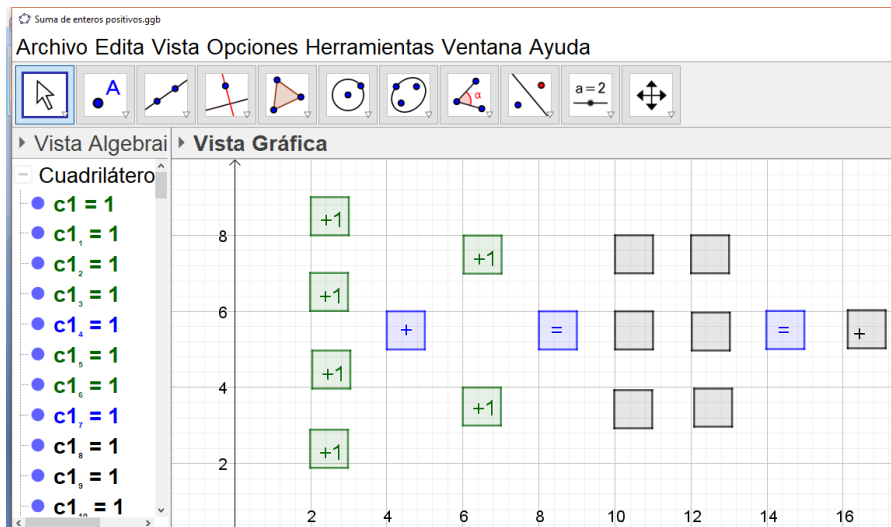 Suma de enteros positivos.ggb
Archivo Edita Vista Opciones Herramientas Ventana Ayuda
A
α
a = 2
Vista Algebrai
Vista Gráfica
Cuadrilátero
c1 = 1
c1₁ = 1
c1₂ = 1
c1₃ = 1
c1₄ = 1
c1₅ = 1
c1₆ = 1
c1₇ = 1
c1₈ = 1
c1₉ = 1
c1₁₀ = 1
+1
8
+1
+1
6
+ = = +
+1
4
+1
+1
2
2 4 6 8 10 12 14 16